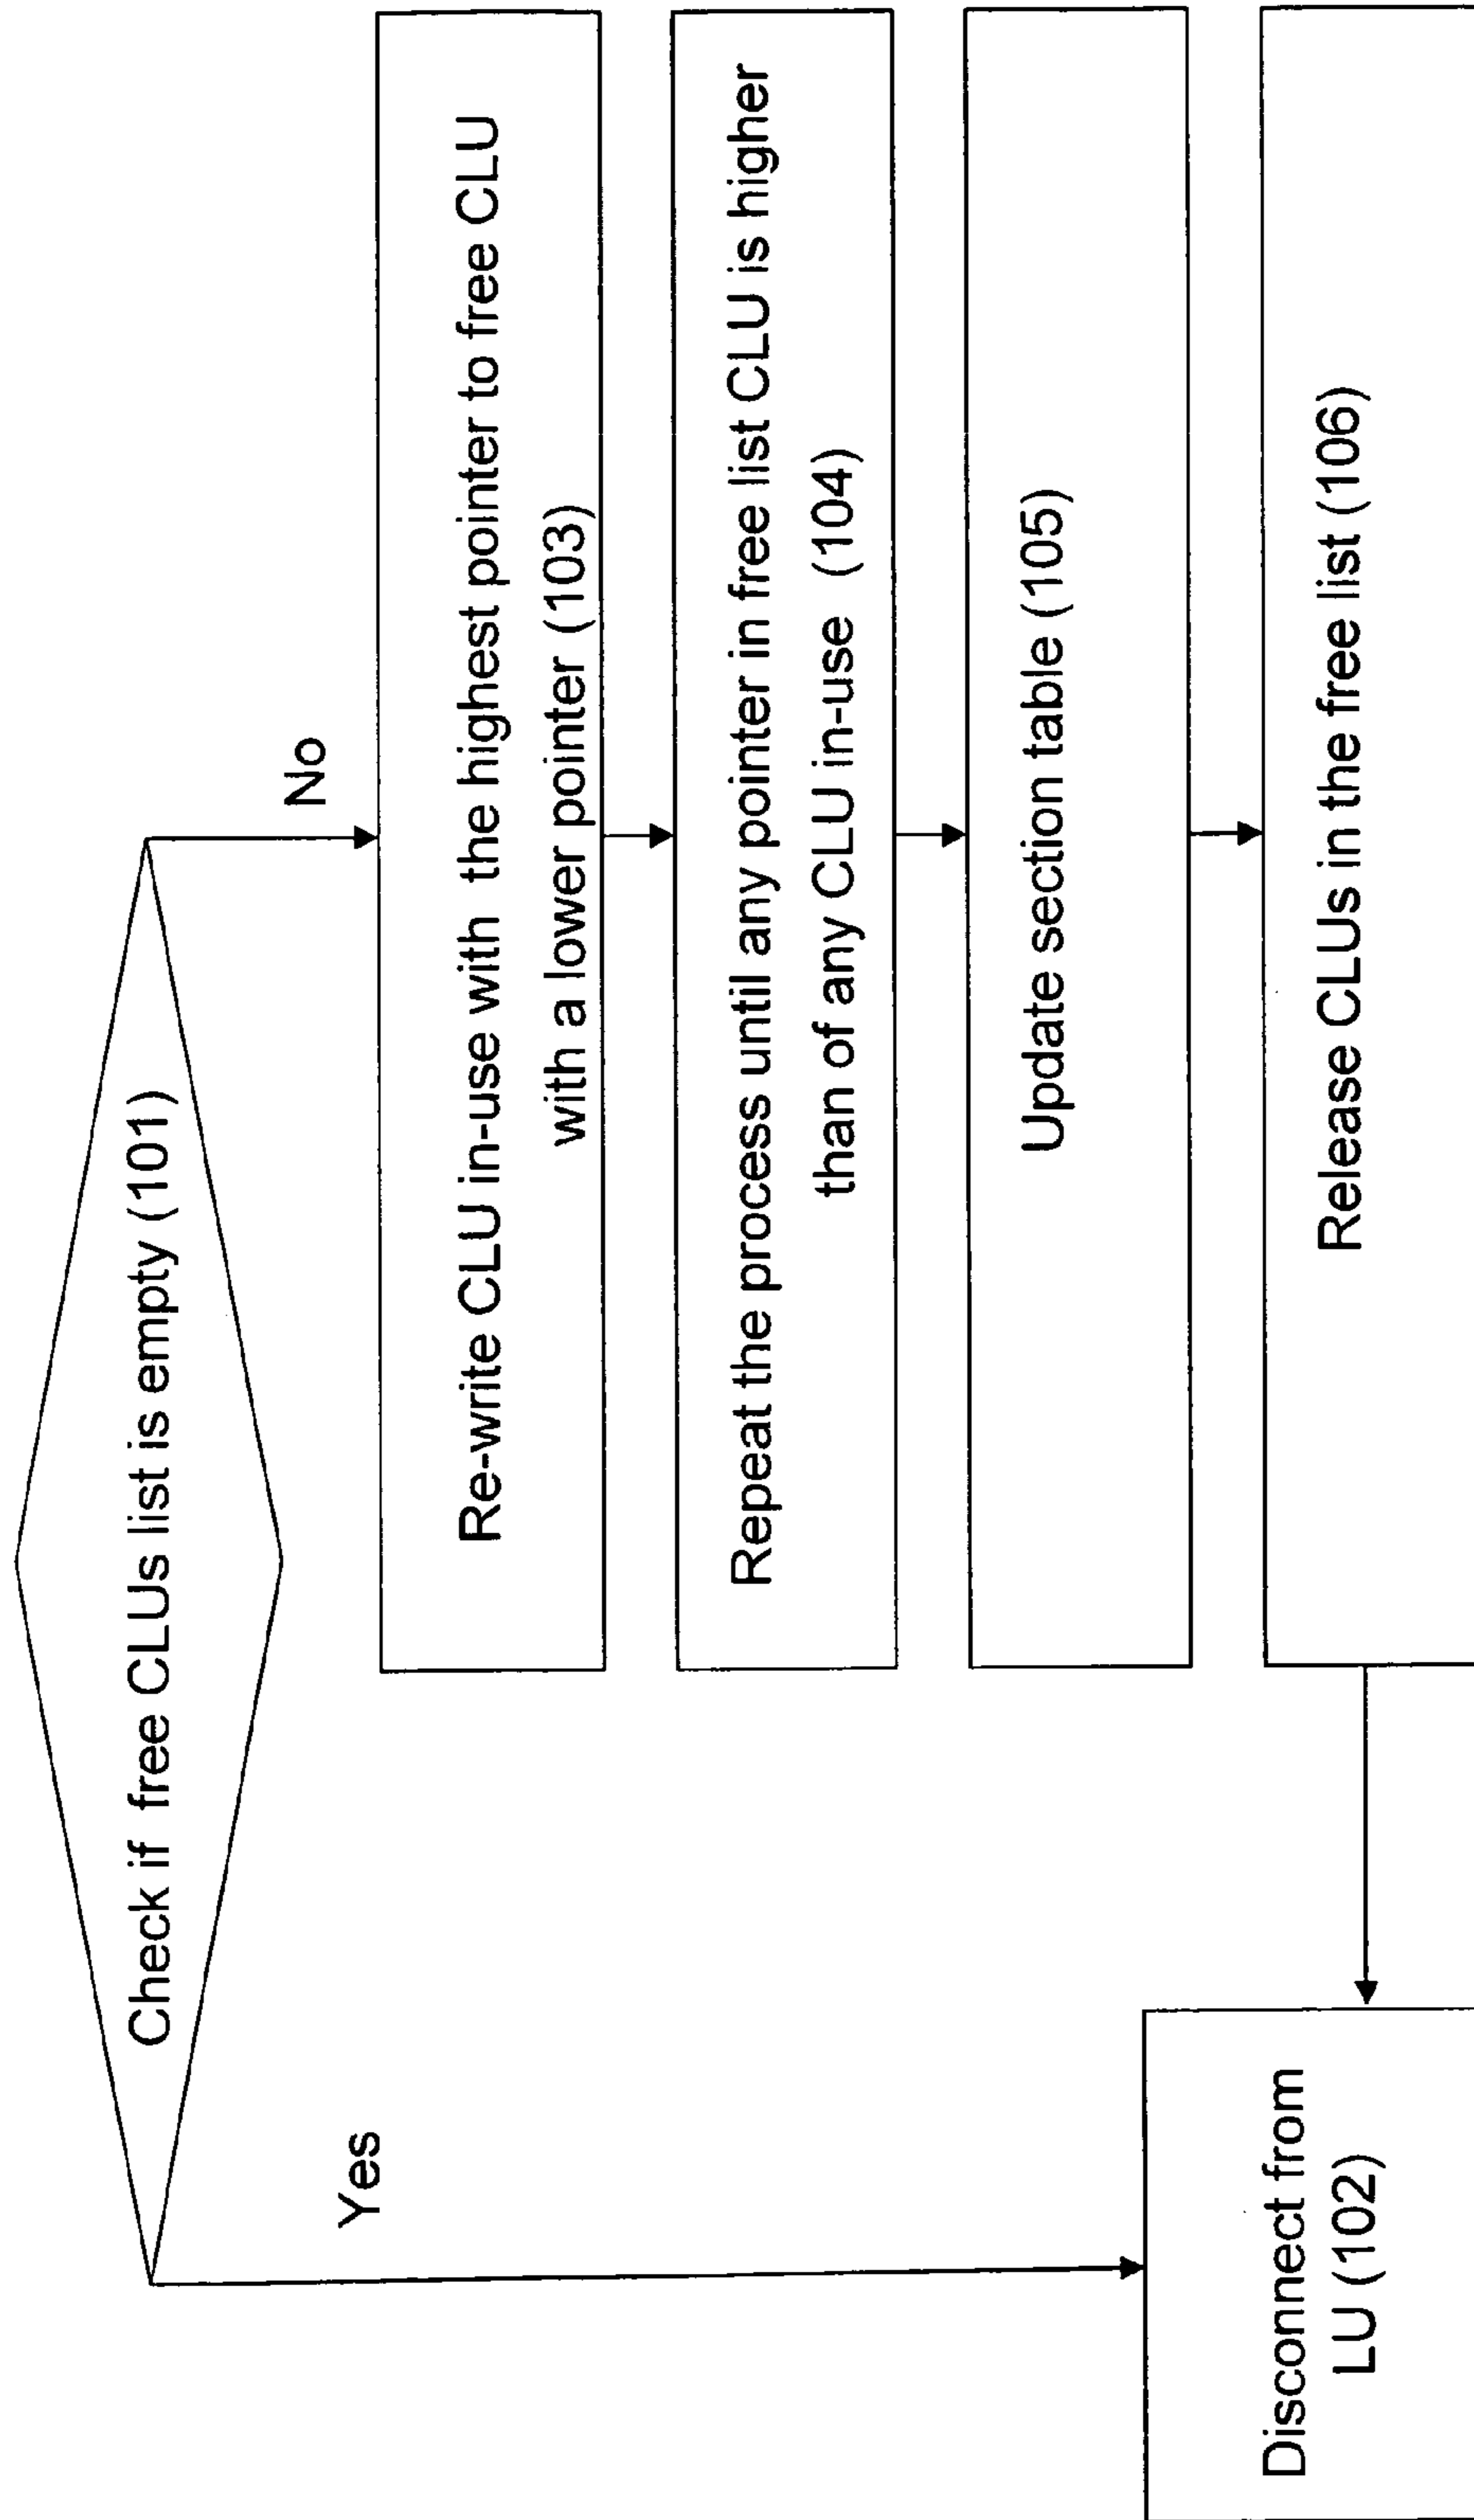 Check if free CLUs list is empty (101)
No
Yes
Re-write CLU in-use with the highest pointer to free CLU
with a lower pointer (103)
Repeat the process until any pointer in free list CLU is higher
than of any CLU in-use (104)
Update section table (105)
Release CLUs in the free list (106)
Disconnect from
LU (102)